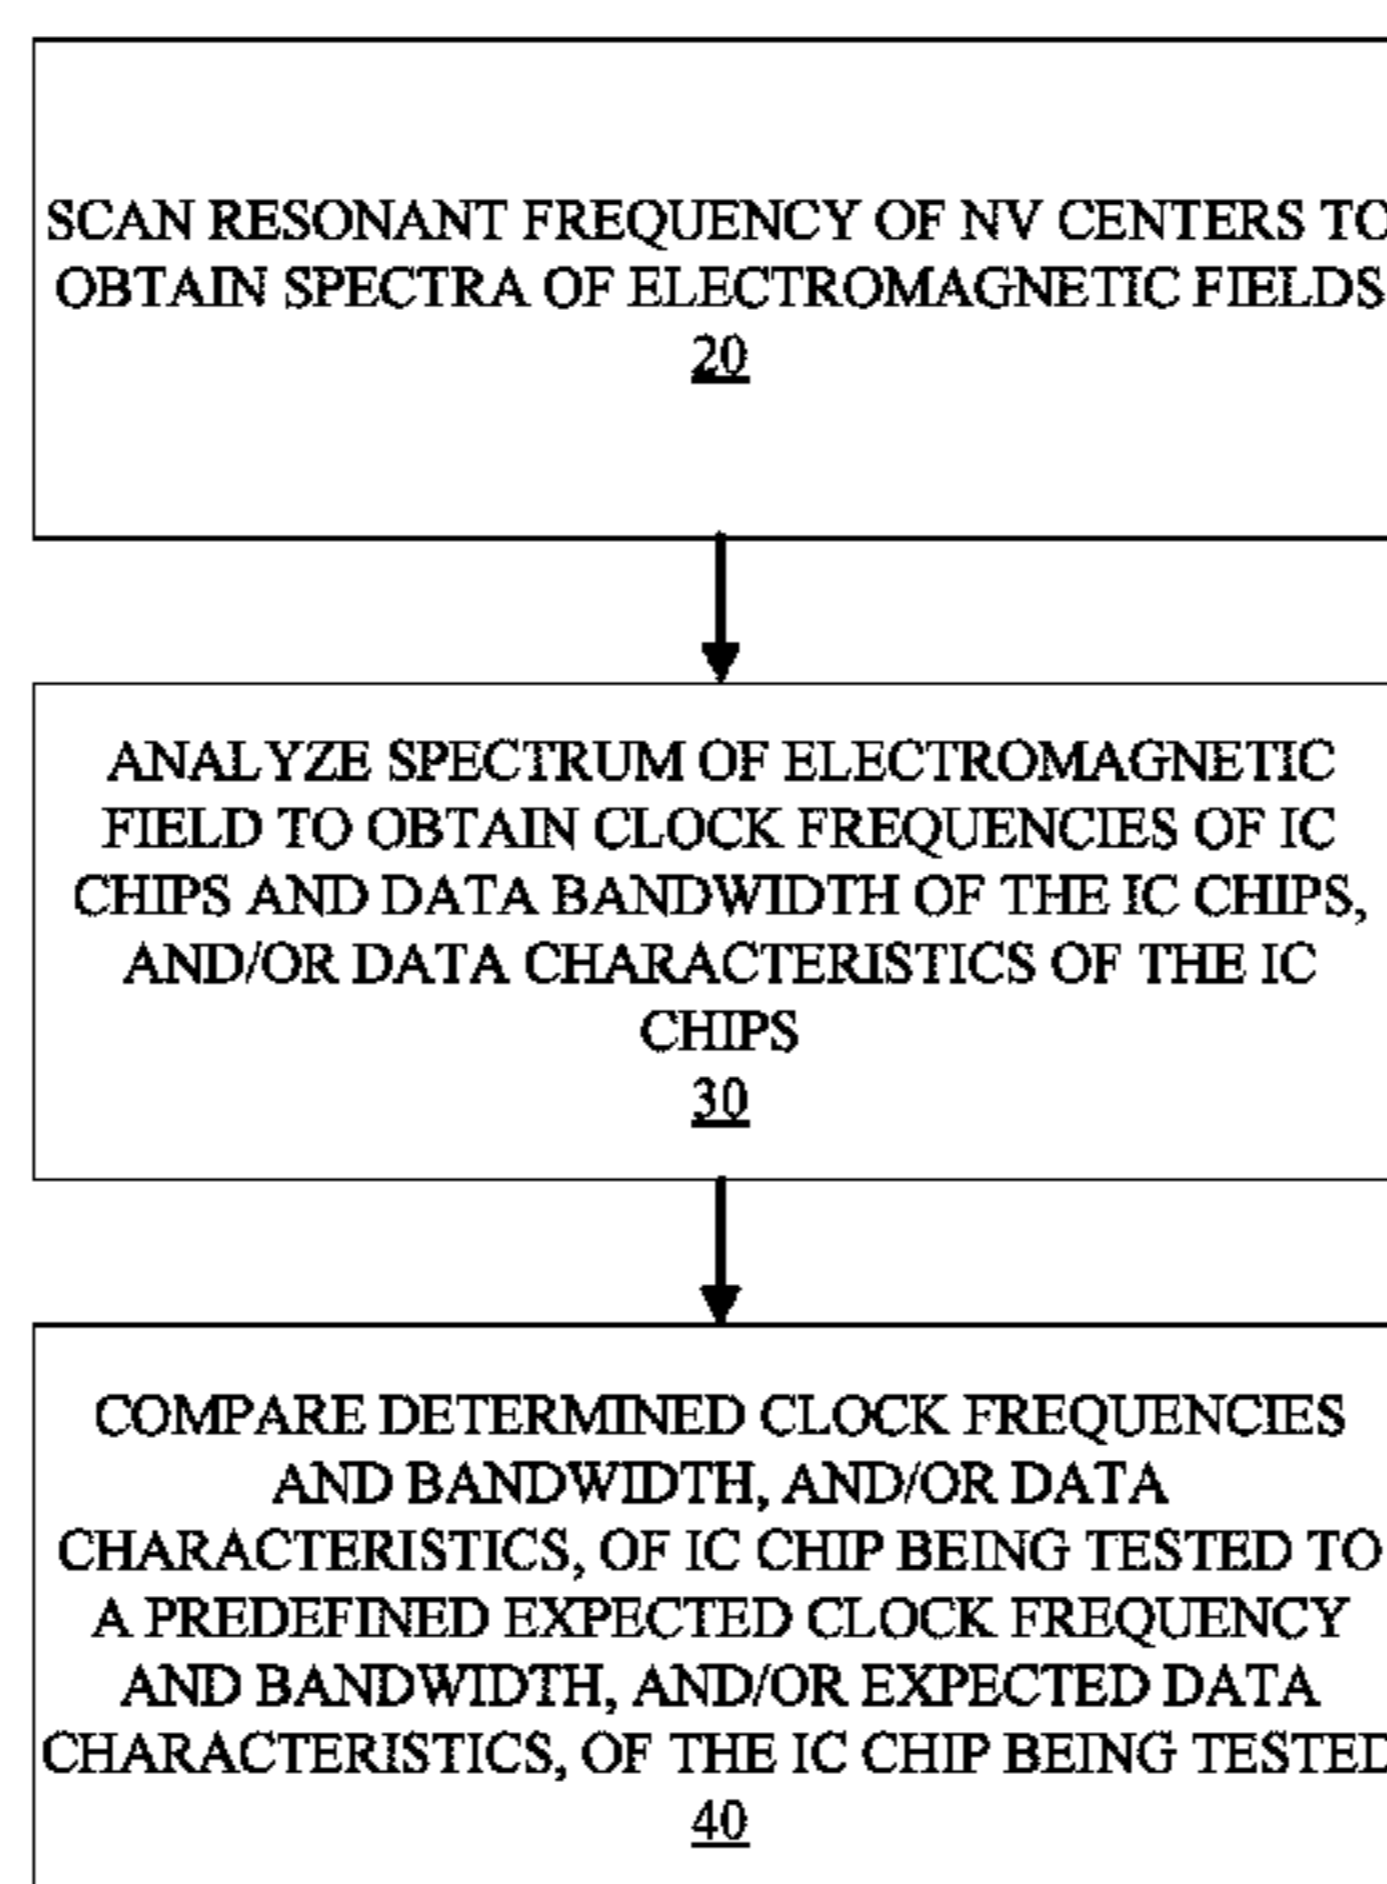 SCAN RESONANT FREQUENCY OF NV CENTERS TO
OBTAIN SPECTRA OF ELECTROMAGNETIC FIELDS
20
ANALYZE SPECTRUM OF ELECTROMAGNETIC
FIELD TO OBTAIN CLOCK FREQUENCIES OF IC
CHIPS AND DATA BANDWIDTH OF THE IC CHIPS,
AND/OR DATA CHARACTERISTICS OF THE IC
CHIPS
30
COMPARE DETERMINED CLOCK FREQUENCIES
AND BANDWIDTH, AND/OR DATA
CHARACTERISTICS, OF IC CHIP BEING TESTED TO
A PREDEFINED EXPECTED CLOCK FREQUENCY
AND BANDWIDTH, AND/OR EXPECTED DATA
CHARACTERISTICS, OF THE IC CHIP BEING TESTED
40